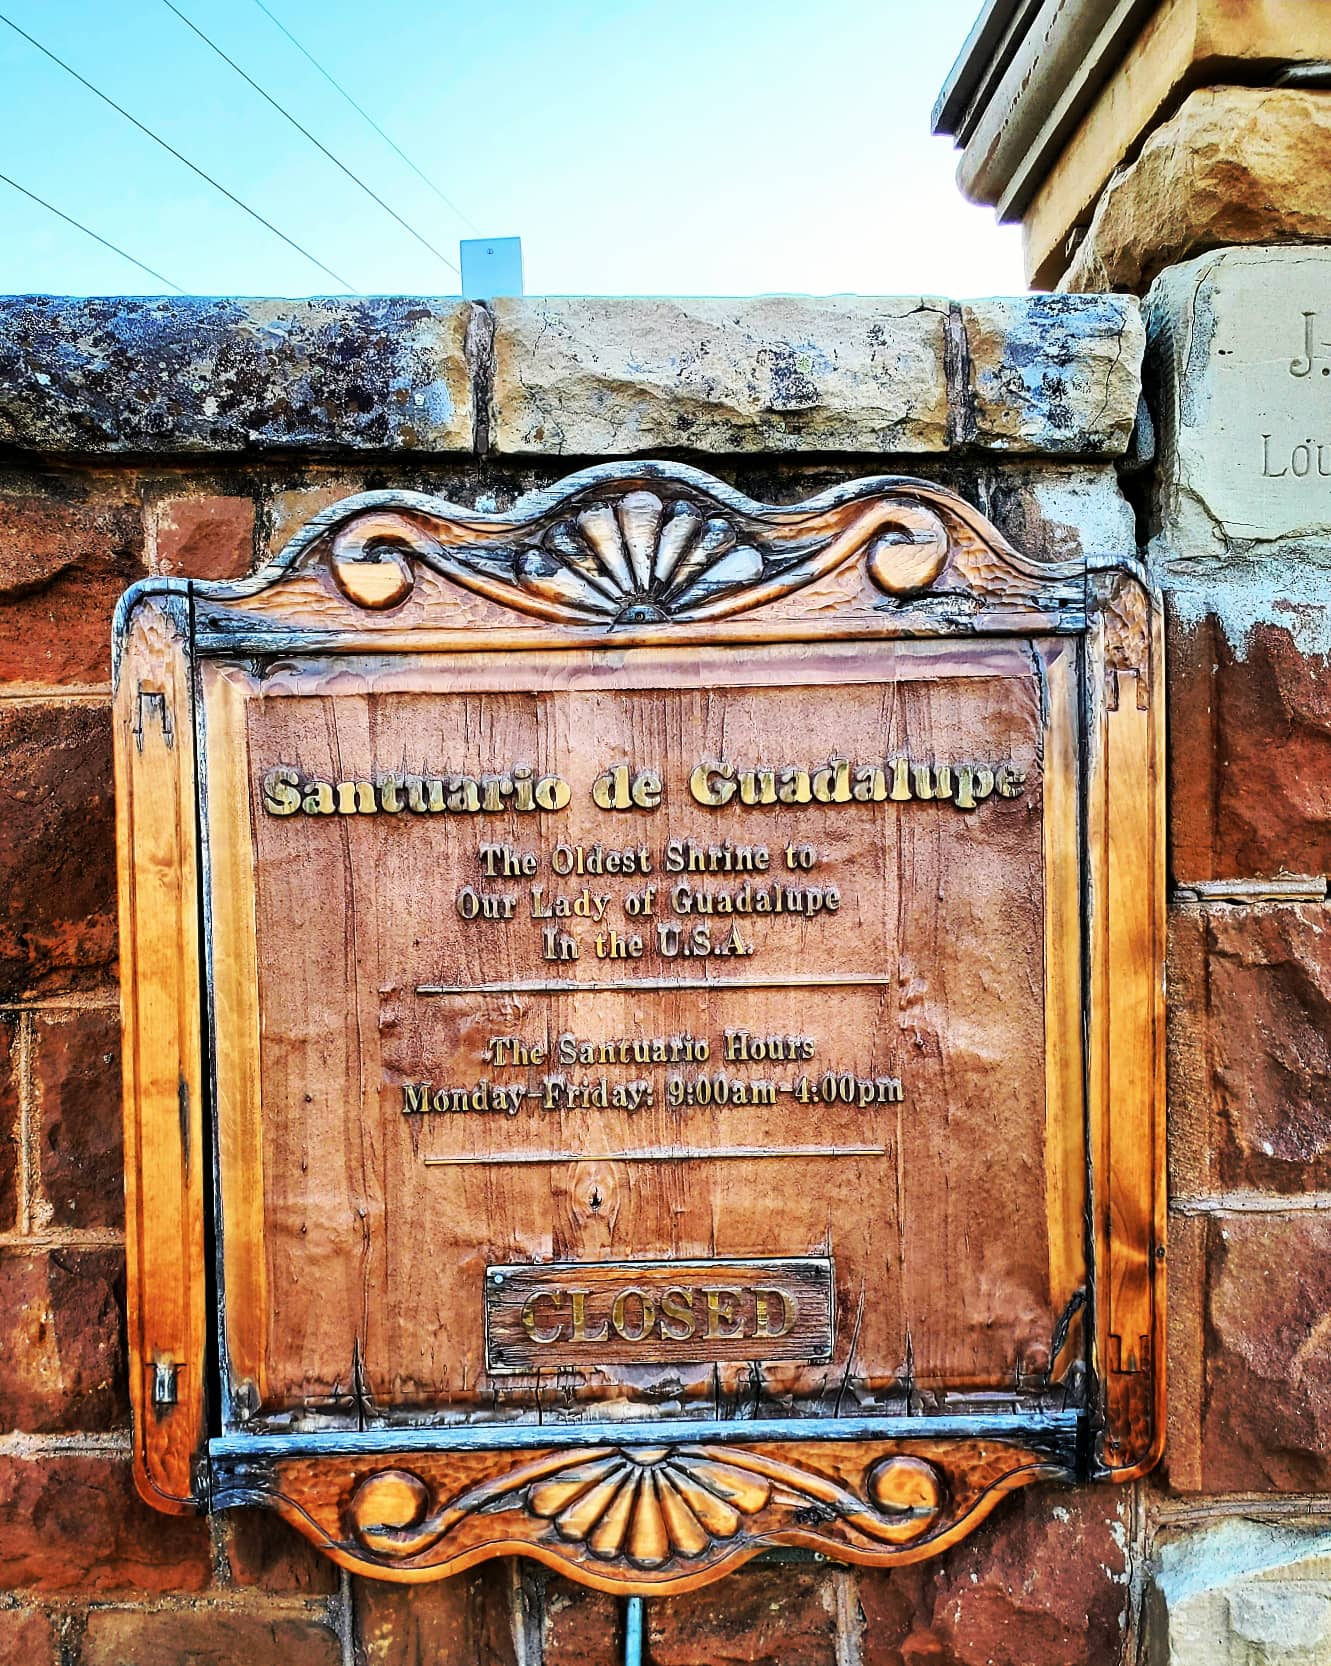 Santuario de Guadalupe
The Oldest Shrine to
Our Lady of Guadalupe
In the U.S.A.
The Santuario Hours
Monday-Friday: 9:00am-4:00pm
CLOSED
J.